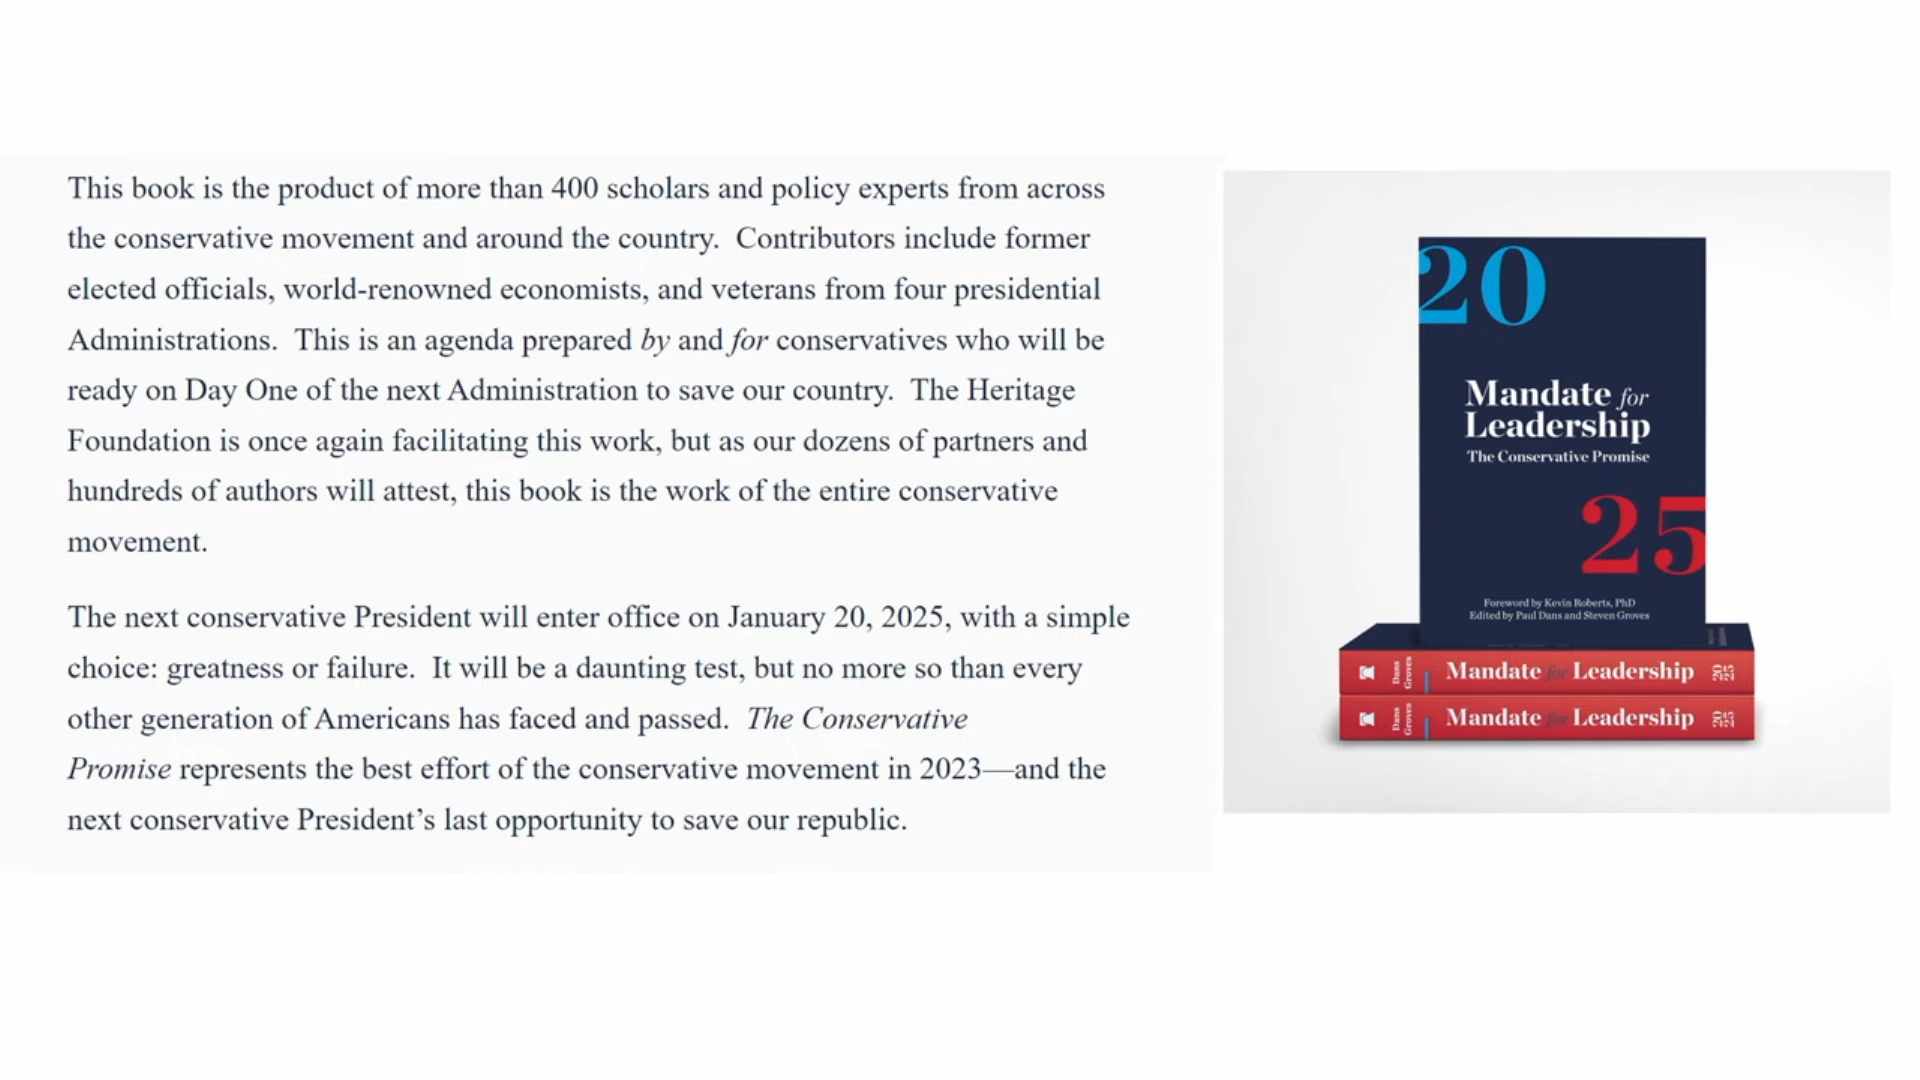 This book is the product of more than 400 scholars and policy experts from across
the conservative movement and around the country.  Contributors include former
elected officials, world-renowned economists, and veterans from four presidential
Administrations.  This is an agenda prepared by and for conservatives who will be
ready on Day One of the next Administration to save our country.  The Heritage
Foundation is once again facilitating this work, but as our dozens of partners and
hundreds of authors will attest, this book is the work of the entire conservative
movement.
The next conservative President will enter office on January 20, 2025, with a simple
choice: greatness or failure.  It will be a daunting test, but no more so than every
other generation of Americans has faced and passed.  The Conservative
Promise represents the best effort of the conservative movement in 2023—and the
next conservative President’s last opportunity to save our republic.
20
Mandate for
Leadership
The Conservative Promise
25
Foreword by Kevin Roberts, PhD
Edited by Paul Dans and Steven Groves
Dans
Groves
Mandate for Leadership
20
25
Dans
Groves
Mandate for Leadership
20
25